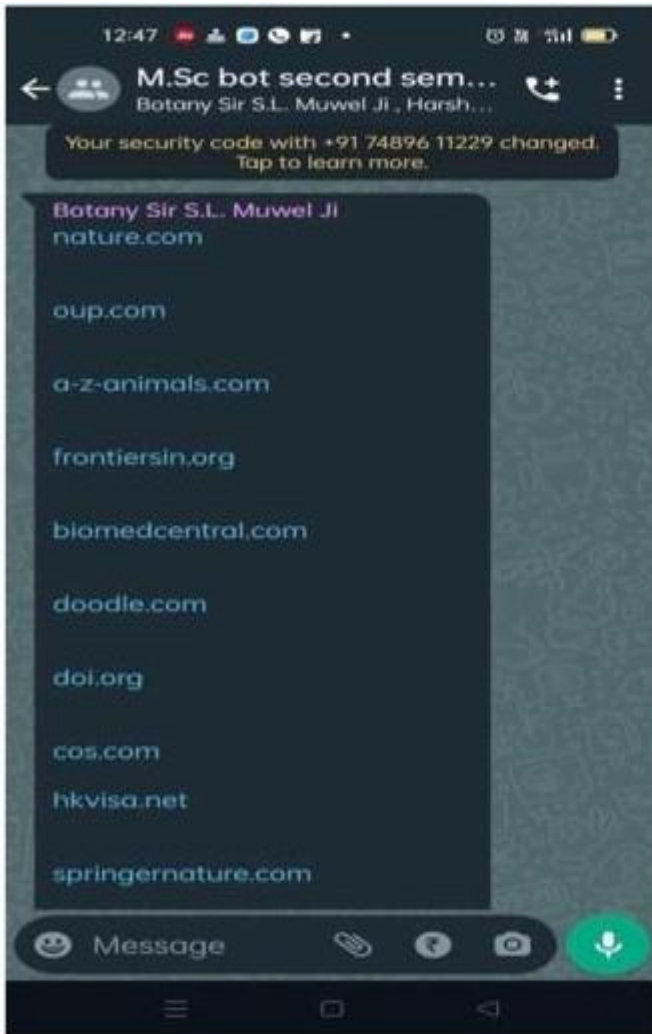 12:47
M.Sc bot second sem...
Botany Sir S.L. Muwel Ji , Harsh...
Your security code with +91 74896 11229 changed.
Tap to learn more.
Botany Sir S.L. Muwel Ji
nature.com
oup.com
a-z-animals.com
frontiersin.org
biomedcentral.com
doodle.com
doi.org
cos.com
hkvisa.net
springernature.com
Message